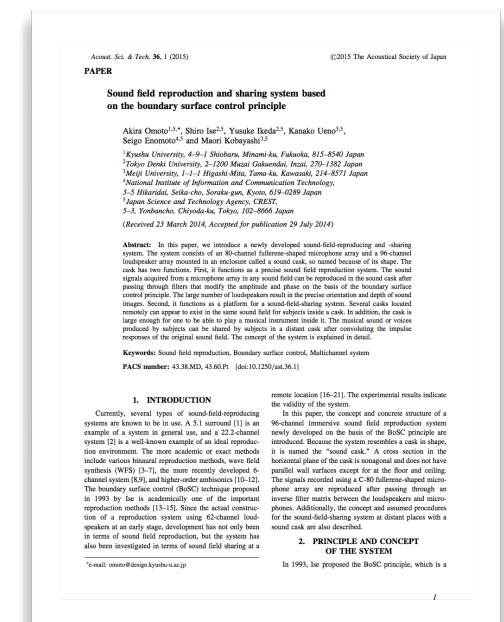 Acoust. Sci. & Tech. 36, 1 (2015)
©2015 The Acoustical Society of Japan
PAPER
Sound field reproduction and sharing system based
on the boundary surface control principle
Akira Omoto1,5,*, Shiro Ise2,5, Yusuke Ikeda2,5, Kanako Ueno3,5,
Seigo Enomoto4,5 and Maori Kobayashi3,5
1Kyushu University, 4–9–1 Shiobaru, Minami-ku, Fukuoka, 815–8540 Japan
2Tokyo Denki University, 2–1200 Muzai Gakuendai, Inzai, 270–1382 Japan
3Meiji University, 1–1–1 Higashi-Mita, Tama-ku, Kawasaki, 214–8571 Japan
4National Institute of Information and Communication Technology,
3–5 Hikaridai, Seika-cho, Soraku-gun, Kyoto, 619–0289 Japan
5Japan Science and Technology Agency, CREST,
5–3, Yonbancho, Chiyoda-ku, Tokyo, 102–8666 Japan
(Received 23 March 2014, Accepted for publication 29 July 2014)
Abstract: In this paper, we introduce a newly developed sound-field-reproducing and -sharing
system. The system consists of an 80-channel fullerene-shaped microphone array and a 96-channel
loudspeaker array mounted in an enclosure called a sound cask, so named because of its shape. The
cask has two functions. First, it functions as a precise sound field reproduction system. The sound
signals acquired from a microphone array in any sound field can be reproduced in the sound cask after
passing through filters that modify the amplitude and phase on the basis of the boundary surface
control principle. The large number of loudspeakers result in the precise orientation and depth of sound
images. Second, it functions as a platform for a sound-field-sharing system. Several casks located
remotely can appear to exist in the same sound field for subjects inside a cask. In addition, the cask is
large enough for one to be able to play a musical instrument inside it. The musical sound or voices
produced by subjects can be shared by subjects in a distant cask after convoluting the impulse
responses of the original sound field. The concept of the system is explained in detail.
Keywords: Sound field reproduction, Boundary surface control, Multichannel system
PACS number: 43.38.MD, 43.60.Pt [doi:10.1250/ast.36.1]
1. INTRODUCTION
Currently, several types of sound-field-reproducing
systems are known to be in use. A 5.1 surround [1] is an
example of a system in general use, and a 22.2-channel
system [2] is a well-known example of an ideal reproduc-
tion environment. The more academic or exact methods
include various binaural reproduction methods, wave field
synthesis (WFS) [3–7], the more recently developed 6-
channel system [8,9], and higher-order ambisonics [10–12].
The boundary surface control (BoSC) technique proposed
in 1993 by Ise is academically one of the important
reproduction methods [13–15]. Since the actual construc-
tion of a reproduction system using 62-channel loud-
speakers at an early stage, development has not only been
in terms of sound field reproduction, but the system has
also been investigated in terms of sound field sharing at a
*e-mail: omoto@design.kyushu-u.ac.jp
remote location [16–21]. The experimental results indicate
the validity of the system.
In this paper, the concept and concrete structure of a
96-channel immersive sound field reproduction system
newly developed on the basis of the BoSC principle are
introduced. Because the system resembles a cask in shape,
it is named the “sound cask.” A cross section in the
horizontal plane of the cask is nonagonal and does not have
parallel wall surfaces except for at the floor and ceiling.
The signals recorded using a C-80 fullerene-shaped micro-
phone array are reproduced after passing through an
inverse filter matrix between the loudspeakers and micro-
phones. Additionally, the concept and assumed procedures
for the sound-field-sharing system at distant places with a
sound cask are also described.
2. PRINCIPLE AND CONCEPT
OF THE SYSTEM
In 1993, Ise proposed the BoSC principle, which is a
1